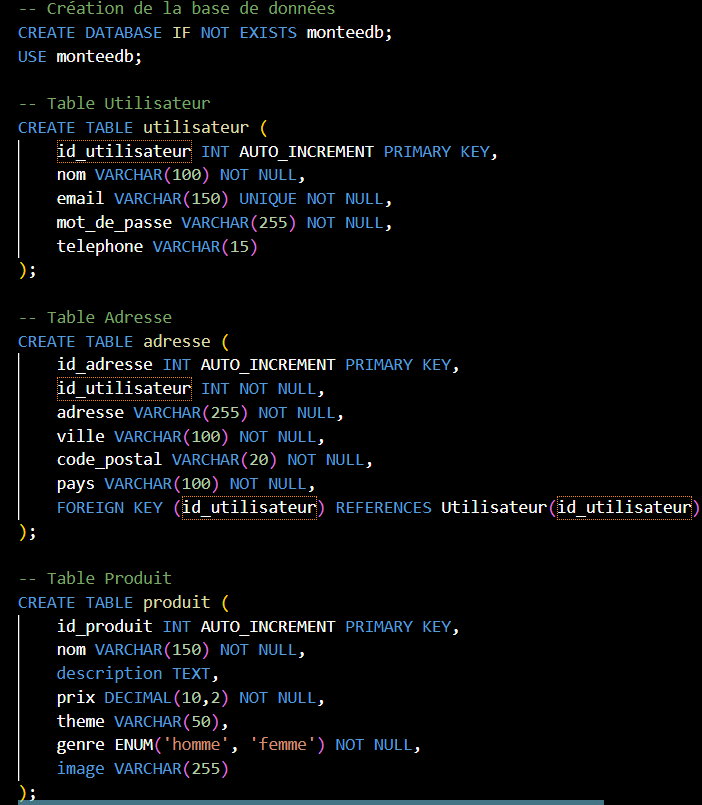 -- Création de la base de données
CREATE DATABASE IF NOT EXISTS monteedb;
USE monteedb;
-- Table Utilisateur
CREATE TABLE utilisateur (
id_utilisateur INT AUTO_INCREMENT PRIMARY KEY,
nom VARCHAR(100) NOT NULL,
email VARCHAR(150) UNIQUE NOT NULL,
mot_de_passe VARCHAR(255) NOT NULL,
telephone VARCHAR(15)
);
-- Table Adresse
CREATE TABLE adresse (
id_adresse INT AUTO_INCREMENT PRIMARY KEY,
id_utilisateur INT NOT NULL,
adresse VARCHAR(255) NOT NULL,
ville VARCHAR(100) NOT NULL,
code_postal VARCHAR(20) NOT NULL,
pays VARCHAR(100) NOT NULL,
FOREIGN KEY (id_utilisateur) REFERENCES Utilisateur(id_utilisateur)
);
-- Table Produit
CREATE TABLE produit (
id_produit INT AUTO_INCREMENT PRIMARY KEY,
nom VARCHAR(150) NOT NULL,
description TEXT,
prix DECIMAL(10,2) NOT NULL,
theme VARCHAR(50),
genre ENUM('homme', 'femme') NOT NULL,
image VARCHAR(255)
);